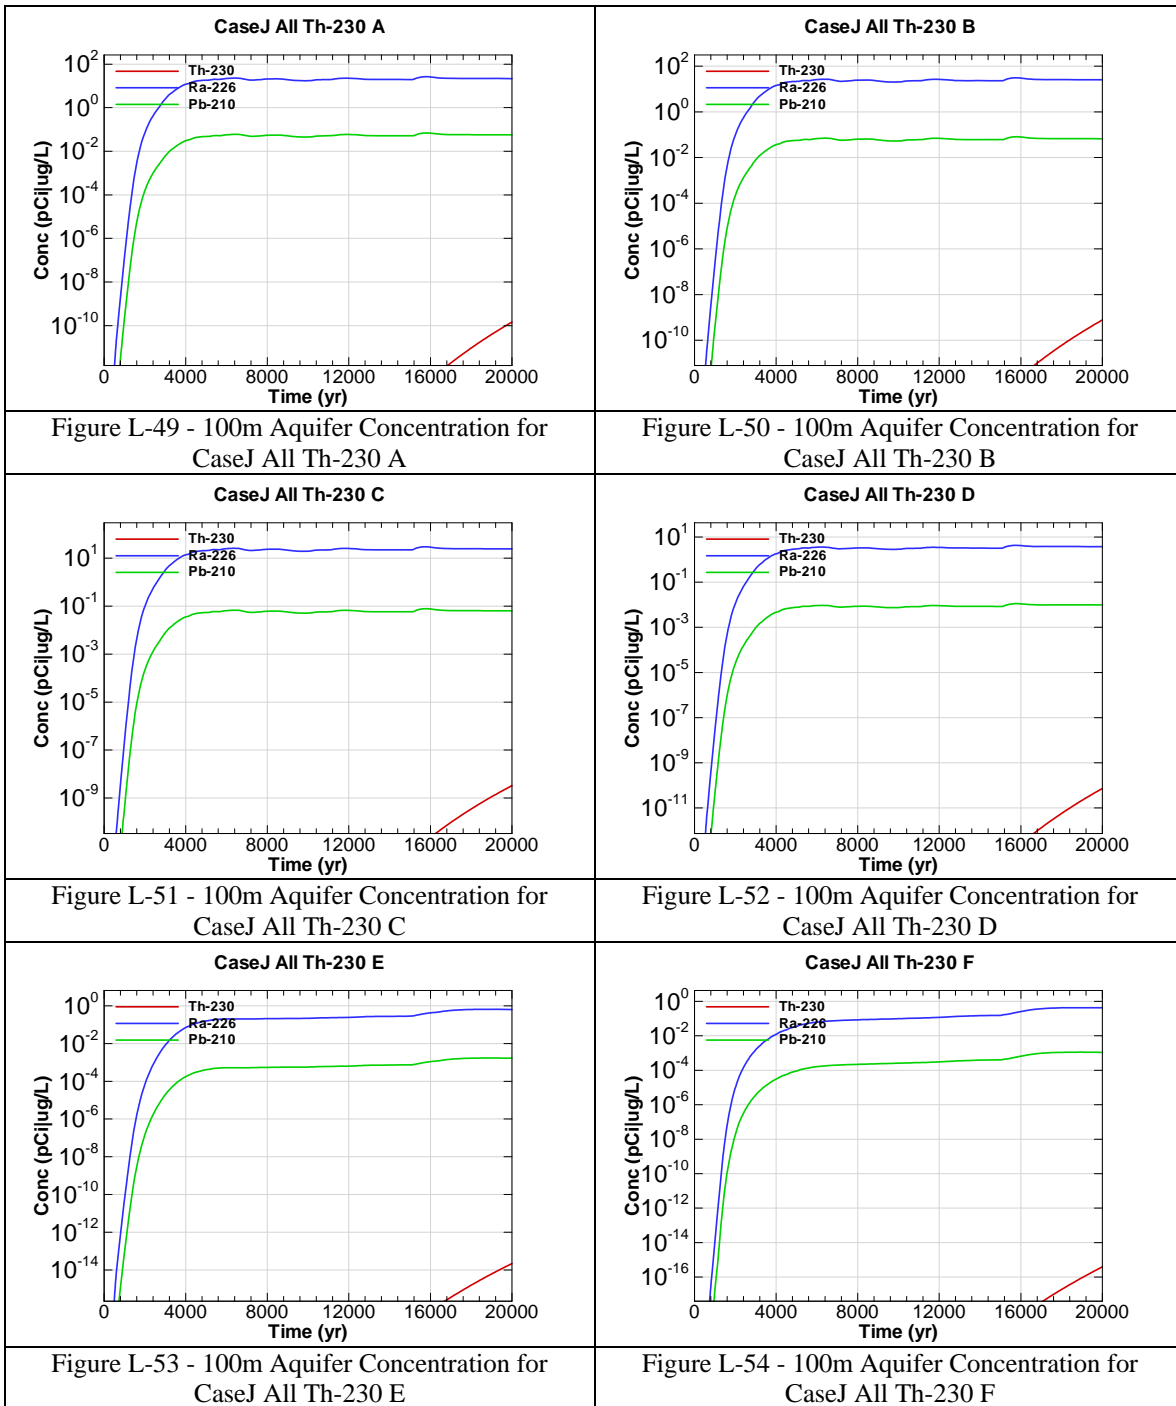 CaseJ All Th-230 A
Th-230
Ra-226
Pb-210
Conc (pCi|ug/L)
10^2
10^0
10^-2
10^-4
10^-6
10^-8
10^-10
0 4000 8000 12000 16000 20000
Time (yr)
Figure L-49 - 100m Aquifer Concentration for
CaseJ All Th-230 A
CaseJ All Th-230 B
Th-230
Ra-226
Pb-210
Conc (pCi|ug/L)
10^2
10^0
10^-2
10^-4
10^-6
10^-8
10^-10
0 4000 8000 12000 16000 20000
Time (yr)
Figure L-50 - 100m Aquifer Concentration for
CaseJ All Th-230 B
CaseJ All Th-230 C
Th-230
Ra-226
Pb-210
Conc (pCi|ug/L)
10^1
10^-1
10^-3
10^-5
10^-7
10^-9
0 4000 8000 12000 16000 20000
Time (yr)
Figure L-51 - 100m Aquifer Concentration for
CaseJ All Th-230 C
CaseJ All Th-230 D
Th-230
Ra-226
Pb-210
Conc (pCi|ug/L)
10^1
10^-1
10^-3
10^-5
10^-7
10^-9
10^-11
0 4000 8000 12000 16000 20000
Time (yr)
Figure L-52 - 100m Aquifer Concentration for
CaseJ All Th-230 D
CaseJ All Th-230 E
Th-230
Ra-226
Pb-210
Conc (pCi|ug/L)
10^0
10^-2
10^-4
10^-6
10^-8
10^-10
10^-12
10^-14
0 4000 8000 12000 16000 20000
Time (yr)
Figure L-53 - 100m Aquifer Concentration for
CaseJ All Th-230 E
CaseJ All Th-230 F
Th-230
Ra-226
Pb-210
Conc (pCi|ug/L)
10^0
10^-2
10^-4
10^-6
10^-8
10^-10
10^-12
10^-14
10^-16
0 4000 8000 12000 16000 20000
Time (yr)
Figure L-54 - 100m Aquifer Concentration for
CaseJ All Th-230 F